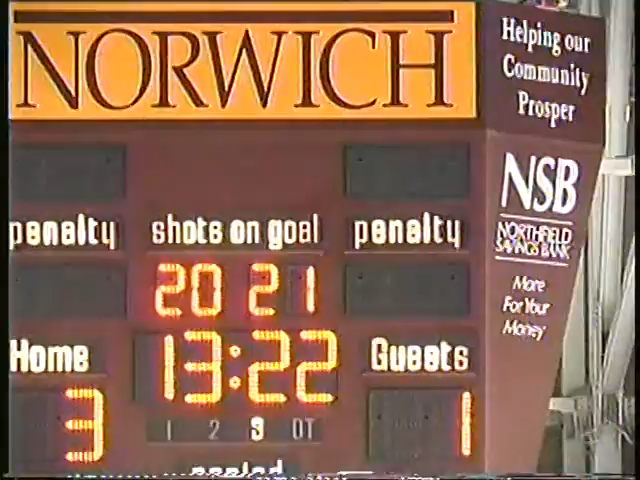 NORWICH
Helping our
Community
Prosper
NSB
NORTHFIELD
SAVINGS BANK
More
For Your
Money
penalty shots on goal penalty
20 21
Home 13:22 Guests
3 1
1 2 3 OT
period